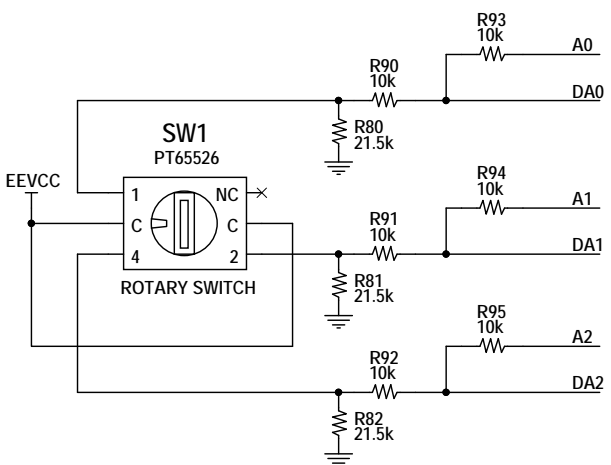 R93
10k
A0
R90
10k
DA0
SW1
PT65526
R80
21.5k
EEVCC
1
NC
C
C
4
2
ROTARY SWITCH
R94
10k
A1
R91
10k
DA1
R81
21.5k
R95
10k
A2
R92
10k
DA2
R82
21.5k